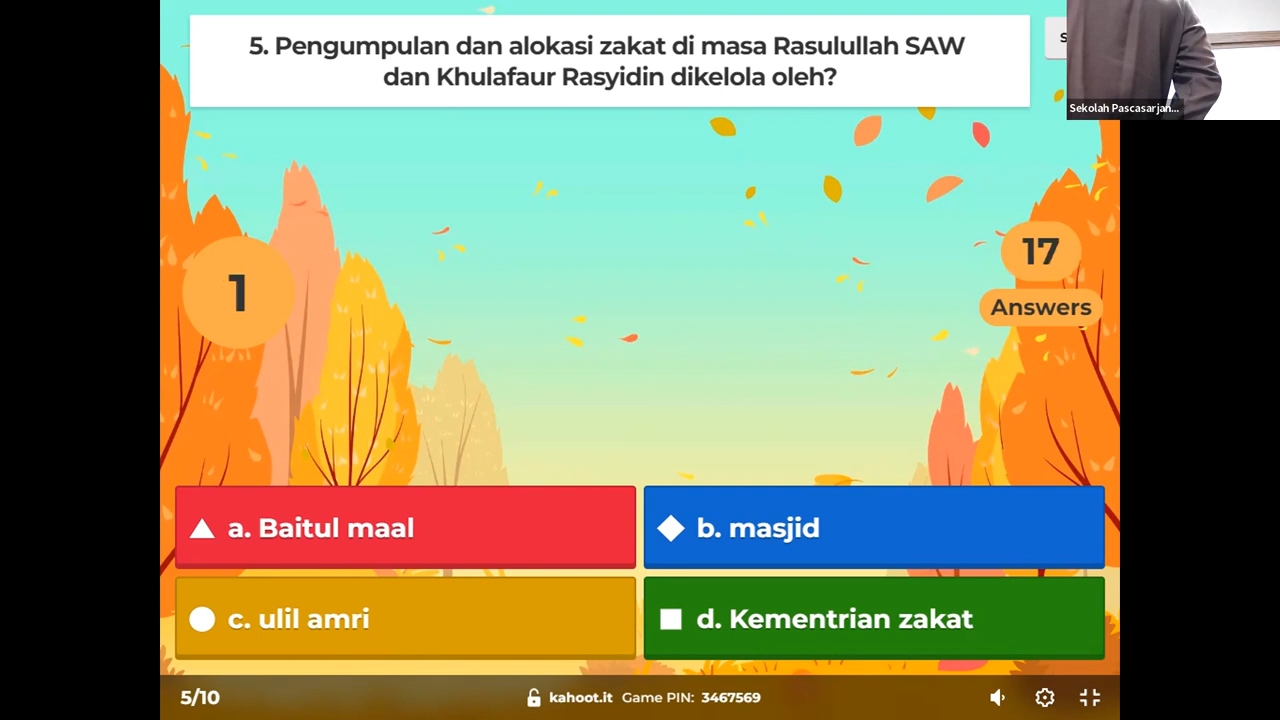 5. Pengumpulan dan alokasi zakat di masa Rasulullah SAW
dan Khulafaur Rasyidin dikelola oleh?
Sekolah Pascasarjan...
1
17
Answers
a. Baitul maal
b. masjid
c. ulil amri
d. Kementrian zakat
5/10
kahoot.it Game PIN: 3467569